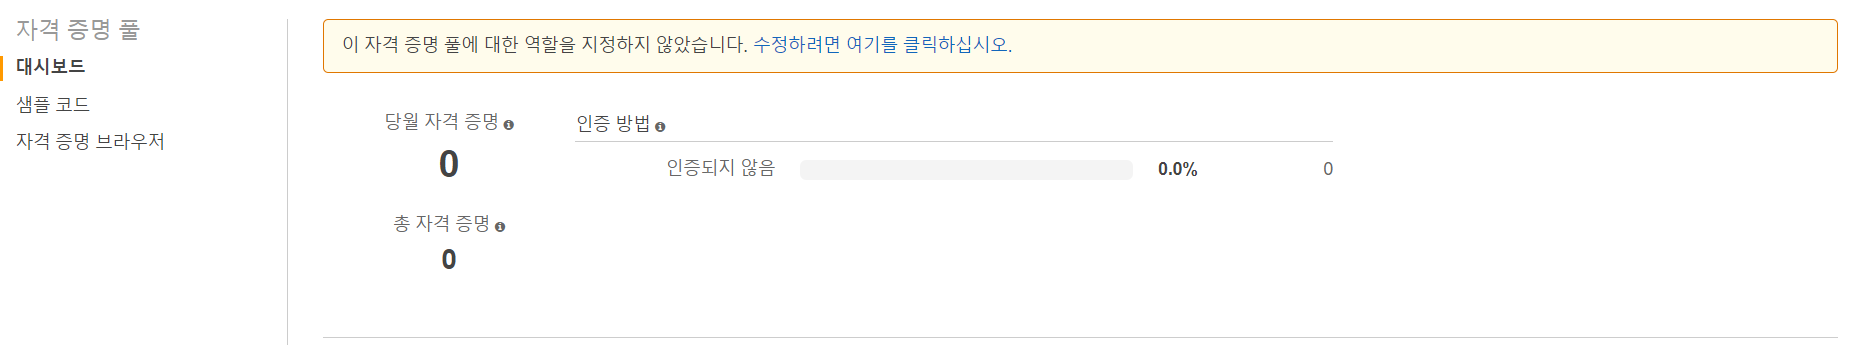 자격 증명 풀
대시보드
샘플 코드
자격 증명 브라우저
이 자격 증명 풀에 대한 역할을 지정하지 않았습니다. 수정하려면 여기를 클릭하십시오.
당월 자격 증명
0
총 자격 증명
0
인증 방법
인증되지 않음 0.0% 0